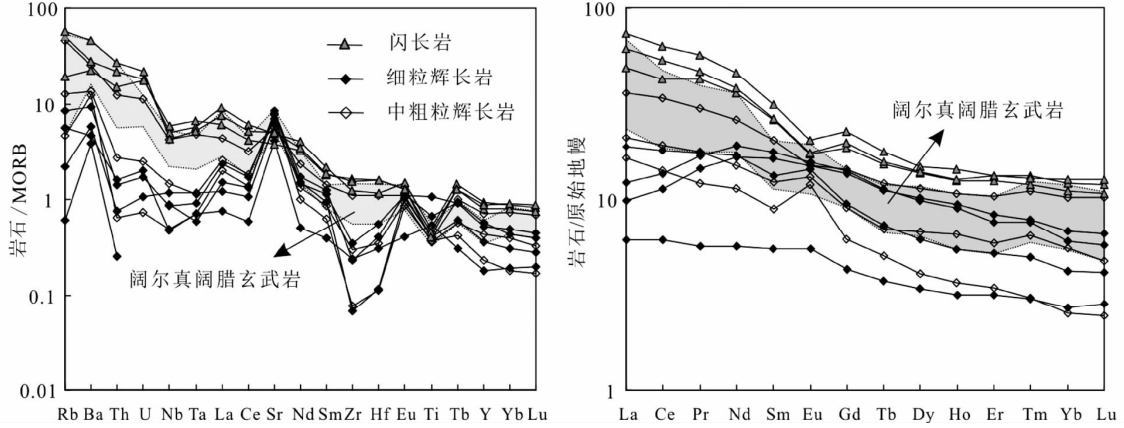 100
10
1
0.1
0.01
岩石/MORB
闪长岩
细粒辉长岩
中粗粒辉长岩
阔尔真阔腊玄武岩
Rb Ba Th U Nb Ta La Ce Sr Nd Sm Zr Hf Eu Ti Tb Y Yb Lu
100
10
1
岩石/原始地幔
阔尔真阔腊玄武岩
La Ce Pr Nd Sm Eu Gd Tb Dy Ho Er Tm Yb Lu